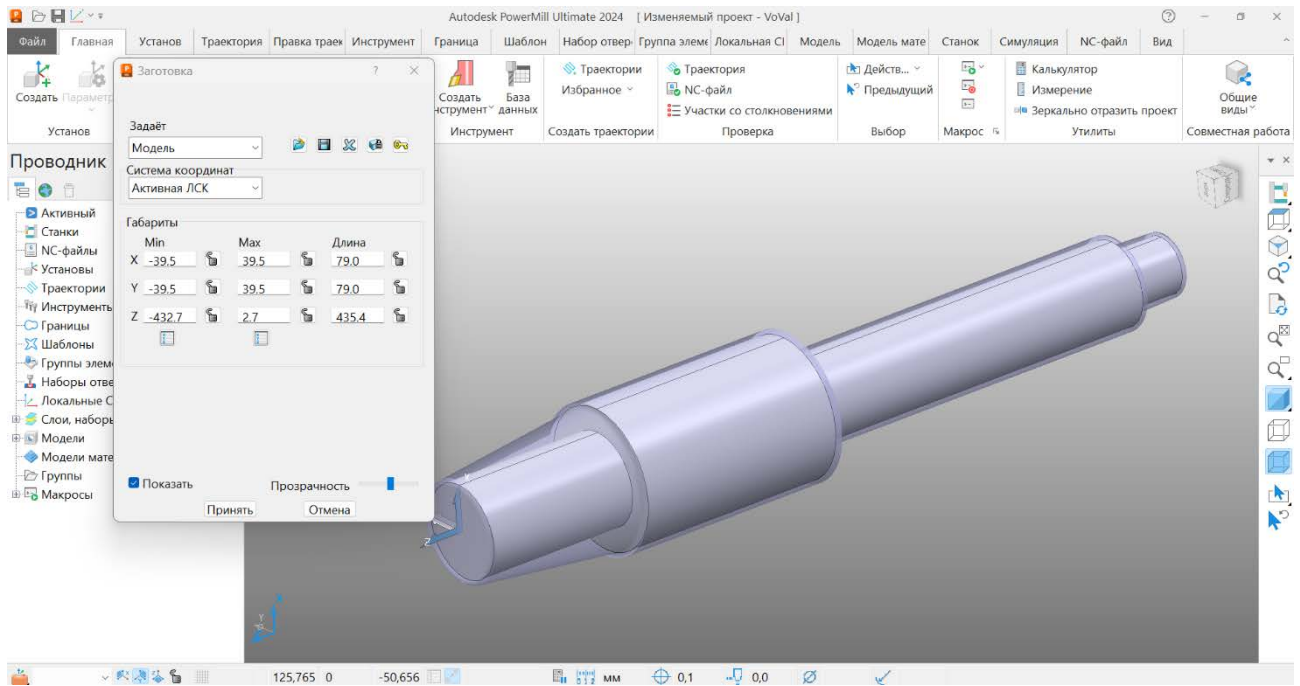 Autodesk PowerMill Ultimate 2024 [ Изменяемый проект - VoVal ]
Файл Главная Установ Траектория Правка траек Инструмент Граница Шаблон Набор отвер Группа элеме Локальная СІ Модель Модель мате Станок Симуляция NC-файл Вид
Заготовка ? ×
Создать Параметр
Установ
Создать нструмент База данных
Инструмент
Траектории
Избранное
Создать траектории
Траектория
NC-файл
Участки со столкновениями
Проверка
Действ...
Предыдущий
Выбор
Макрос
Калькулятор
Измерение
Зеркально отразить проект
Утилиты
Общие виды
Совместная работа
Проводник
Активный
Станки
NC-файлы
Установы
Траектории
Инструменть
Границы
Шаблоны
Группы элем
Наборы отве
Локальные С
Слои, наборь
Модели
Модели мате
Группы
Макросы
Задаёт
Модель
Система координат
Активная ЛСК
Габариты
Min Max Длина
X -39.5 39.5 79.0
Y -39.5 39.5 79.0
Z -432.7 2.7 435.4
Показать Прозрачность
Принять Отмена
Z
Y
125,765 0 -50,656 мм 0,1 0,0